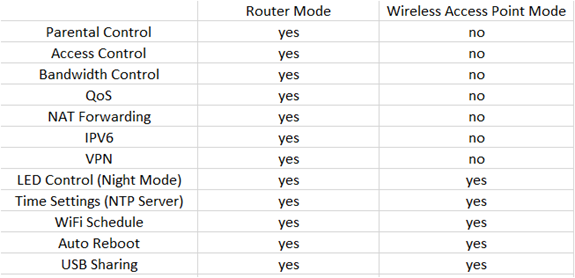 Router Mode Wireless Access Point Mode
Parental Control yes no
Access Control yes no
Bandwidth Control yes no
QoS yes no
NAT Forwarding yes no
IPV6 yes no
VPN yes no
LED Control (Night Mode) yes yes
Time Settings (NTP Server) yes yes
WiFi Schedule yes yes
Auto Reboot yes yes
USB Sharing yes yes